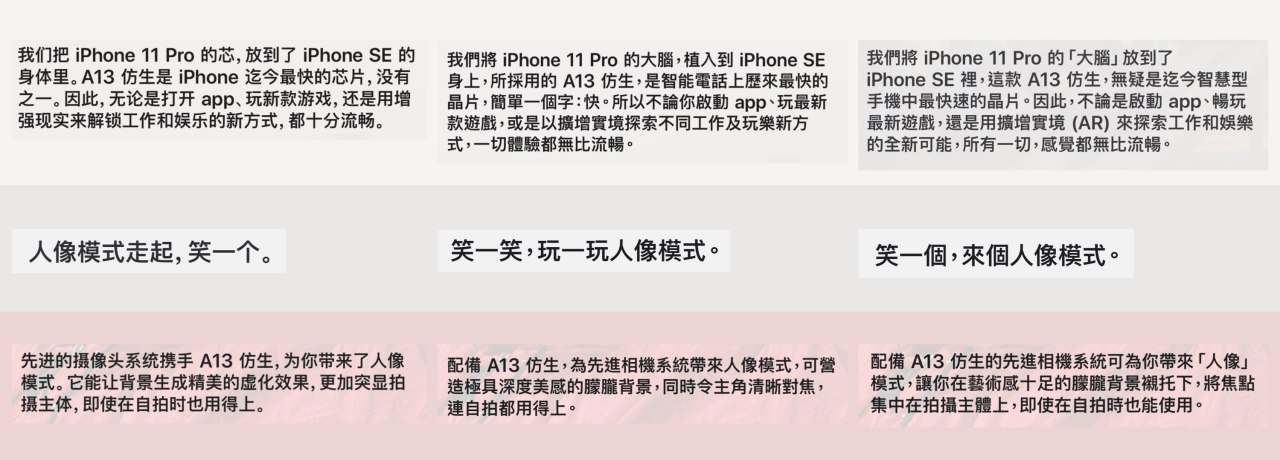 我们把 iPhone 11 Pro 的芯, 放到了 iPhone SE 的
身体里。A13 仿生是 iPhone 迄今最快的芯片, 没有
之一。因此, 无论是打开 app、玩新款游戏, 还是用增
强现实来解锁工作和娱乐的新方式, 都十分流畅。
我們將 iPhone 11 Pro 的大腦，植入到 iPhone SE
身上，所採用的 A13 仿生，是智能電話上歷來最快的
晶片，簡單一個字：快。所以不論你啟動 app、玩最新
款遊戲，或是以擴增實境探索不同工作及玩樂新方
式，一切體驗都無比流暢。
我們將 iPhone 11 Pro 的「大腦」放到了
iPhone SE 裡，這款 A13 仿生，無疑是迄今智慧型
手機中最快速的晶片。因此，不論是啟動 app、暢玩
最新遊戲，還是用擴增實境 (AR) 來探索工作和娛樂
的全新可能，所有一切，感覺都無比流暢。
人像模式走起, 笑一个。
笑一笑，玩一玩人像模式。
笑一個，來個人像模式。
先进的摄像头系统携手 A13 仿生, 为你带来了人像
模式。它能让背景生成精美的虚化效果, 更加突显拍
摄主体, 即使在自拍时也用得上。
配備 A13 仿生，為先進相機系統帶來人像模式，可營
造極具深度美感的朦朧背景，同時令主角清晰對焦，
連自拍都用得上。
配備 A13 仿生的先進相機系統可為你帶來「人像」
模式，讓你在藝術感十足的朦朧背景襯托下，將焦點
集中在拍攝主體上，即使在自拍時也能使用。